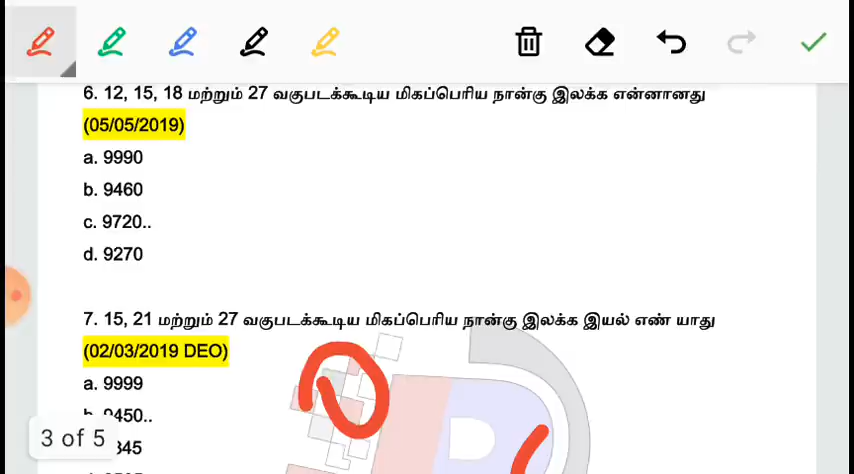 6. 12, 15, 18 மற்றும் 27 வகுபடக்கூடிய மிகப்பெரிய நான்கு இலக்க என்னானது
(05/05/2019)
a. 9990
b. 9460
c. 9720..
d. 9270
7. 15, 21 மற்றும் 27 வகுபடக்கூடிய மிகப்பெரிய நான்கு இலக்க இயல் எண் யாது
(02/03/2019 DEO)
a. 9999
9450..
3 of 5
345